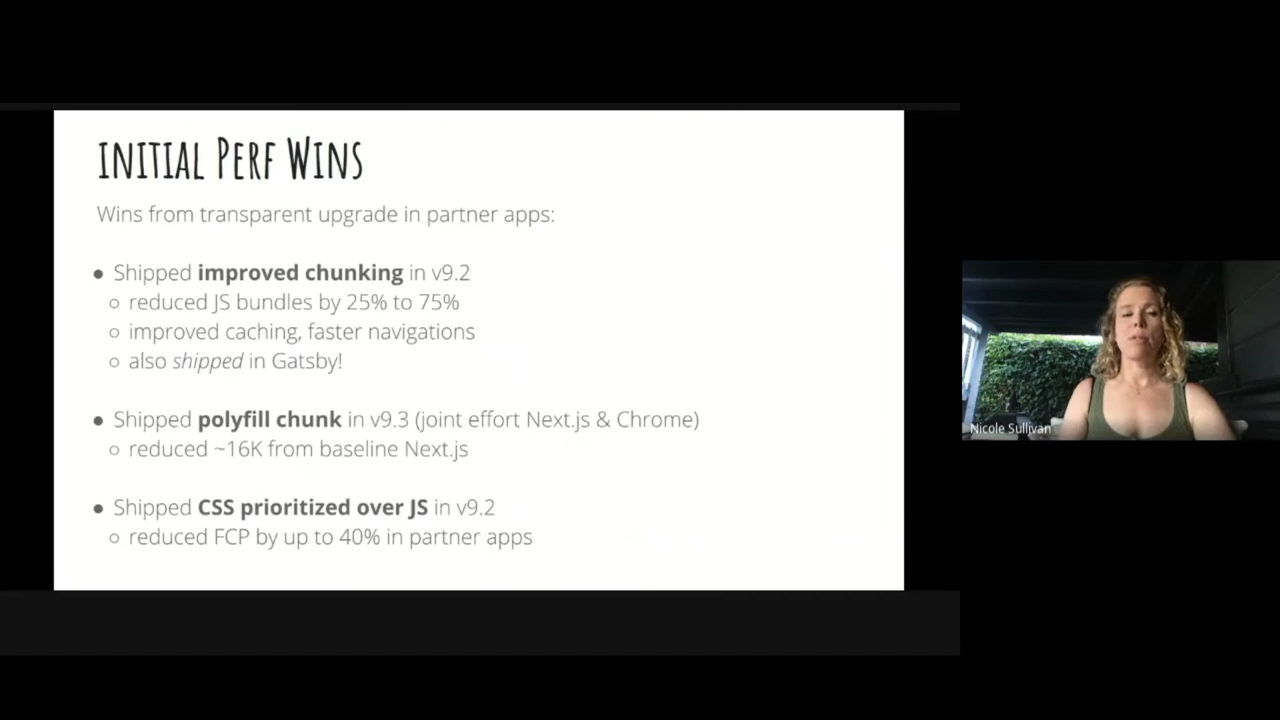 INITIAL PERF WINS
Wins from transparent upgrade in partner apps:
● Shipped improved chunking in v9.2
○ reduced JS bundles by 25% to 75%
○ improved caching, faster navigations
○ also shipped in Gatsby!
● Shipped polyfill chunk in v9.3 (joint effort Next.js & Chrome)
○ reduced ~16K from baseline Next.js
● Shipped CSS prioritized over JS in v9.2
○ reduced FCP by up to 40% in partner apps
Nicole Sullivan